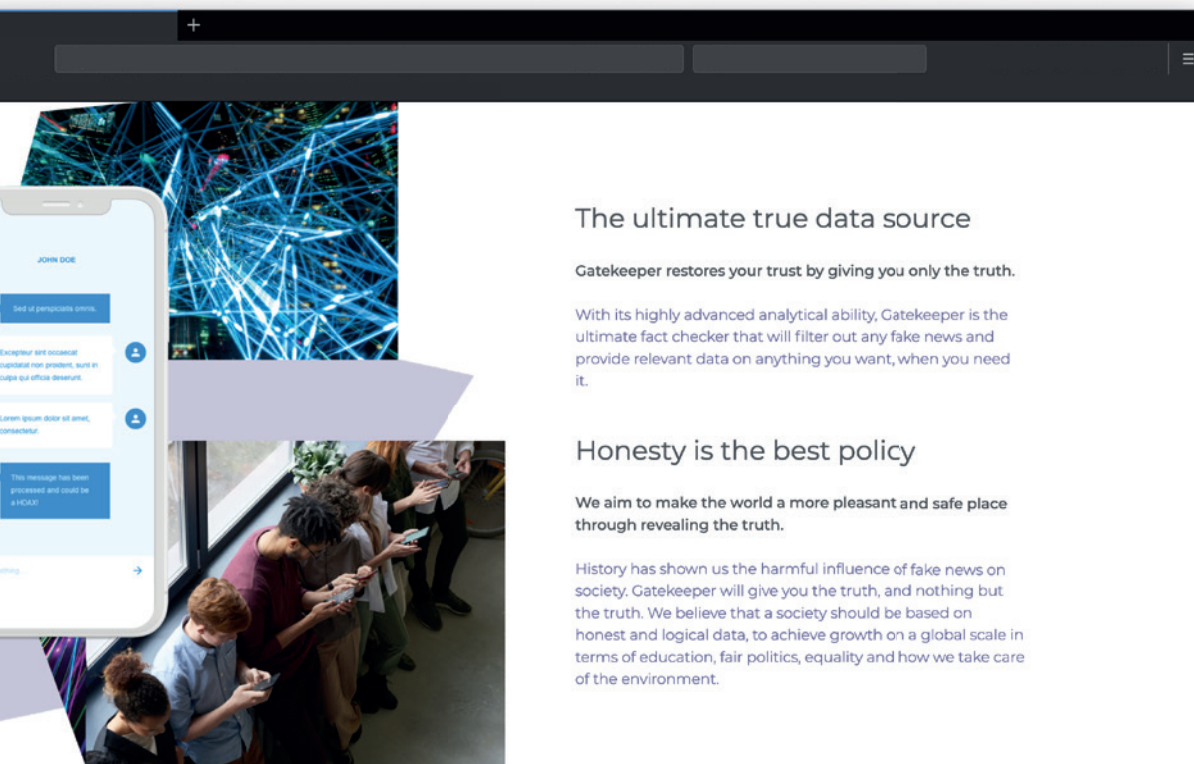 JOHN DOE
Sed ut perspiciatis omnis.
Excepteur sint occaecat
cupidatat non proident, sunt in
culpa qui officia deserunt.
Lorem ipsum dolor sit amet,
consectetur.
This message has been
processed and could be
a HOAX!
The ultimate true data source
Gatekeeper restores your trust by giving you only the truth.
With its highly advanced analytical ability, Gatekeeper is the
ultimate fact checker that will filter out any fake news and
provide relevant data on anything you want, when you need
it.
Honesty is the best policy
We aim to make the world a more pleasant and safe place
through revealing the truth.
History has shown us the harmful influence of fake news on
society. Gatekeeper will give you the truth, and nothing but
the truth. We believe that a society should be based on
honest and logical data, to achieve growth on a global scale in
terms of education, fair politics, equality and how we take care
of the environment.